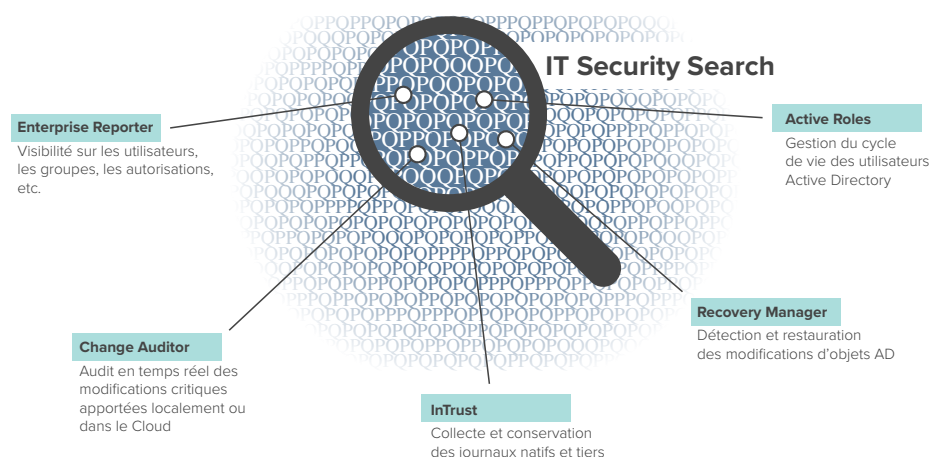 IT Security Search
Enterprise Reporter
Visibilité sur les utilisateurs,
les groupes, les autorisations,
etc.
Active Roles
Gestion du cycle
de vie des utilisateurs
Active Directory
Recovery Manager
Détection et restauration
des modifications d'objets AD
Change Auditor
Audit en temps réel des
modifications critiques
apportées localement ou
dans le Cloud
InTrust
Collecte et conservation
des journaux natifs et tiers